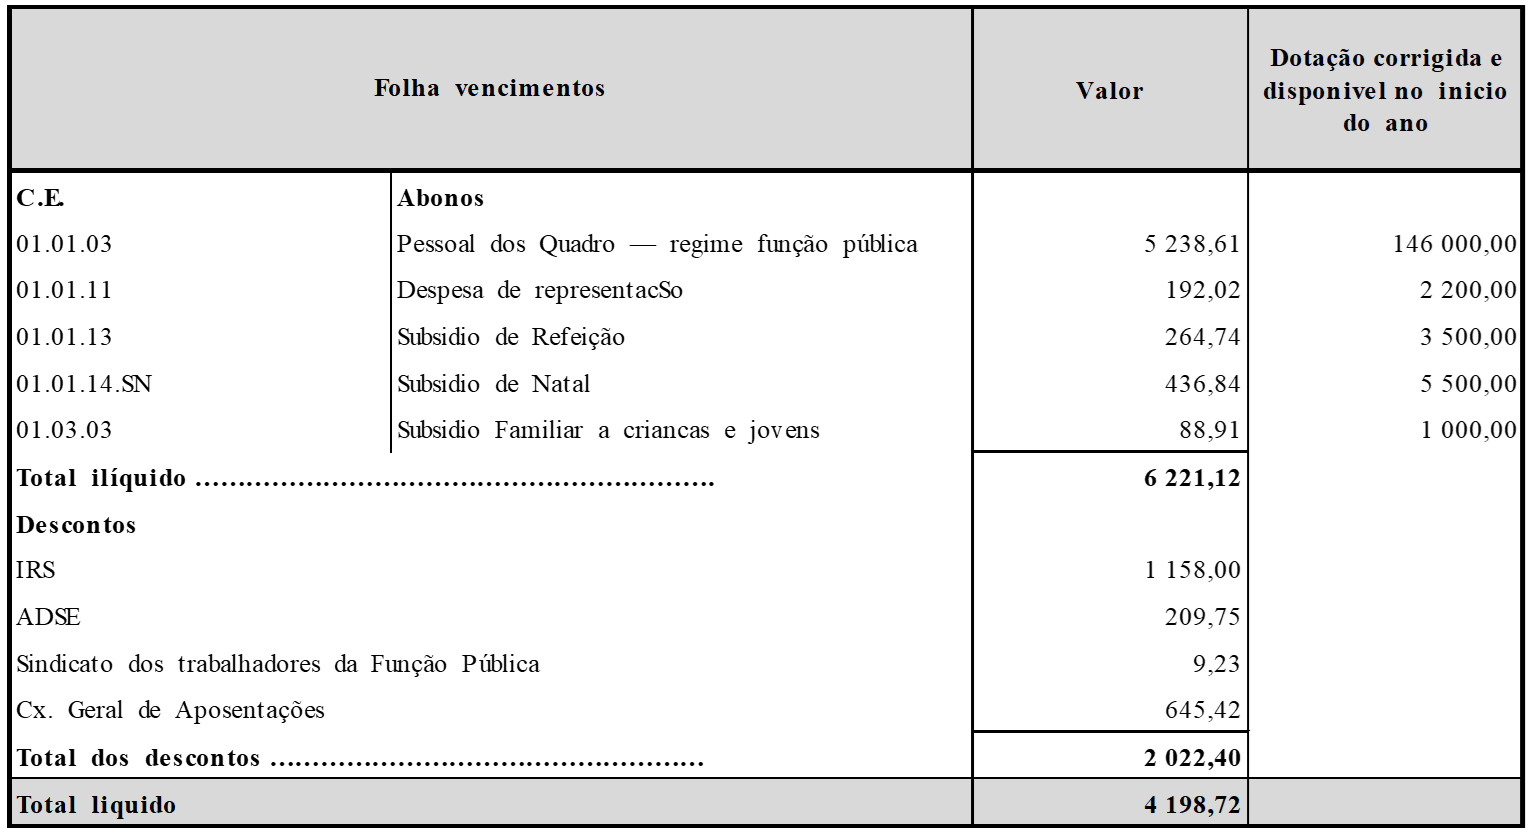 Folha vencimentos Valor Dotação corrigida e
disponivel no inicio
do ano
C.E. Abonos
01.01.03 Pessoal dos Quadro — regime função pública 5 238,61 146 000,00
01.01.11 Despesa de representacSo 192,02 2 200,00
01.01.13 Subsidio de Refeição 264,74 3 500,00
01.01.14.SN Subsidio de Natal 436,84 5 500,00
01.03.03 Subsidio Familiar a criancas e jovens 88,91 1 000,00
Total ilíquido ............................................................. 6 221,12
Descontos
IRS 1 158,00
ADSE 209,75
Sindicato dos trabalhadores da Função Pública 9,23
Cx. Geral de Aposentações 645,42
Total dos descontos ................................................... 2 022,40
Total liquido 4 198,72